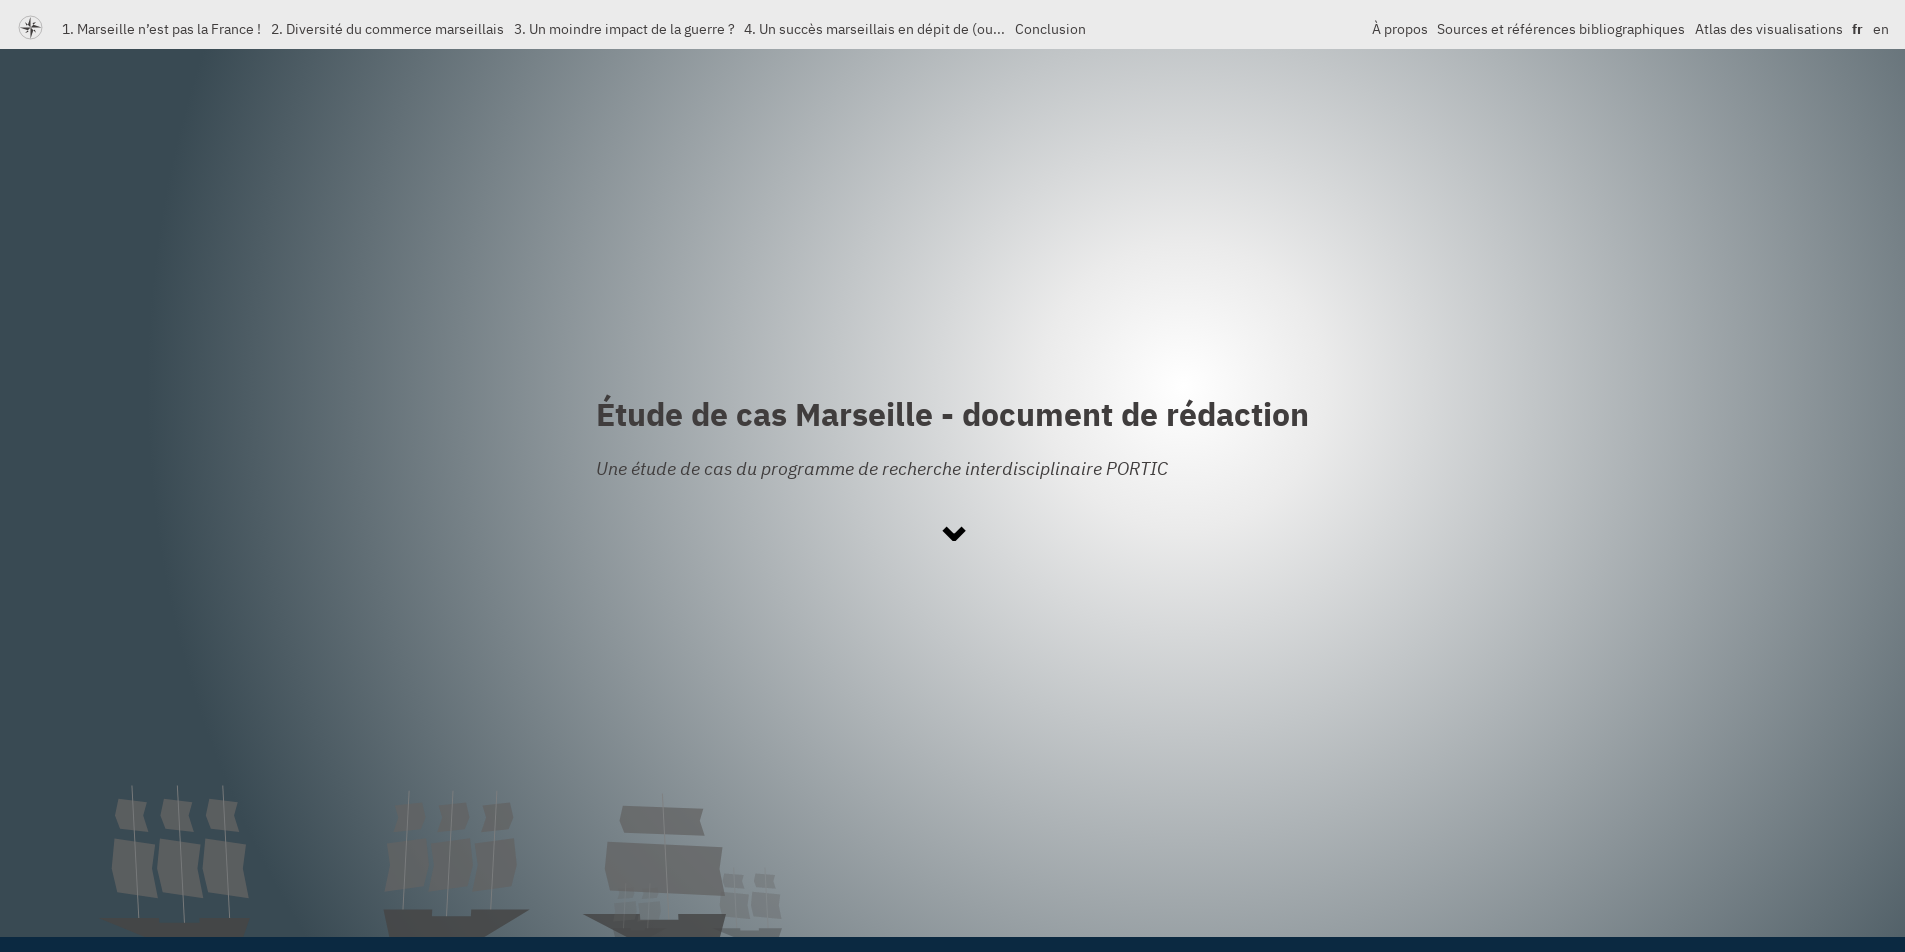 1. Marseille n’est pas la France ! 2. Diversité du commerce marseillais 3. Un moindre impact de la guerre ? 4. Un succès marseillais en dépit de (ou... Conclusion À propos Sources et références bibliographiques Atlas des visualisations fr en
Étude de cas Marseille - document de rédaction
Une étude de cas du programme de recherche interdisciplinaire PORTIC